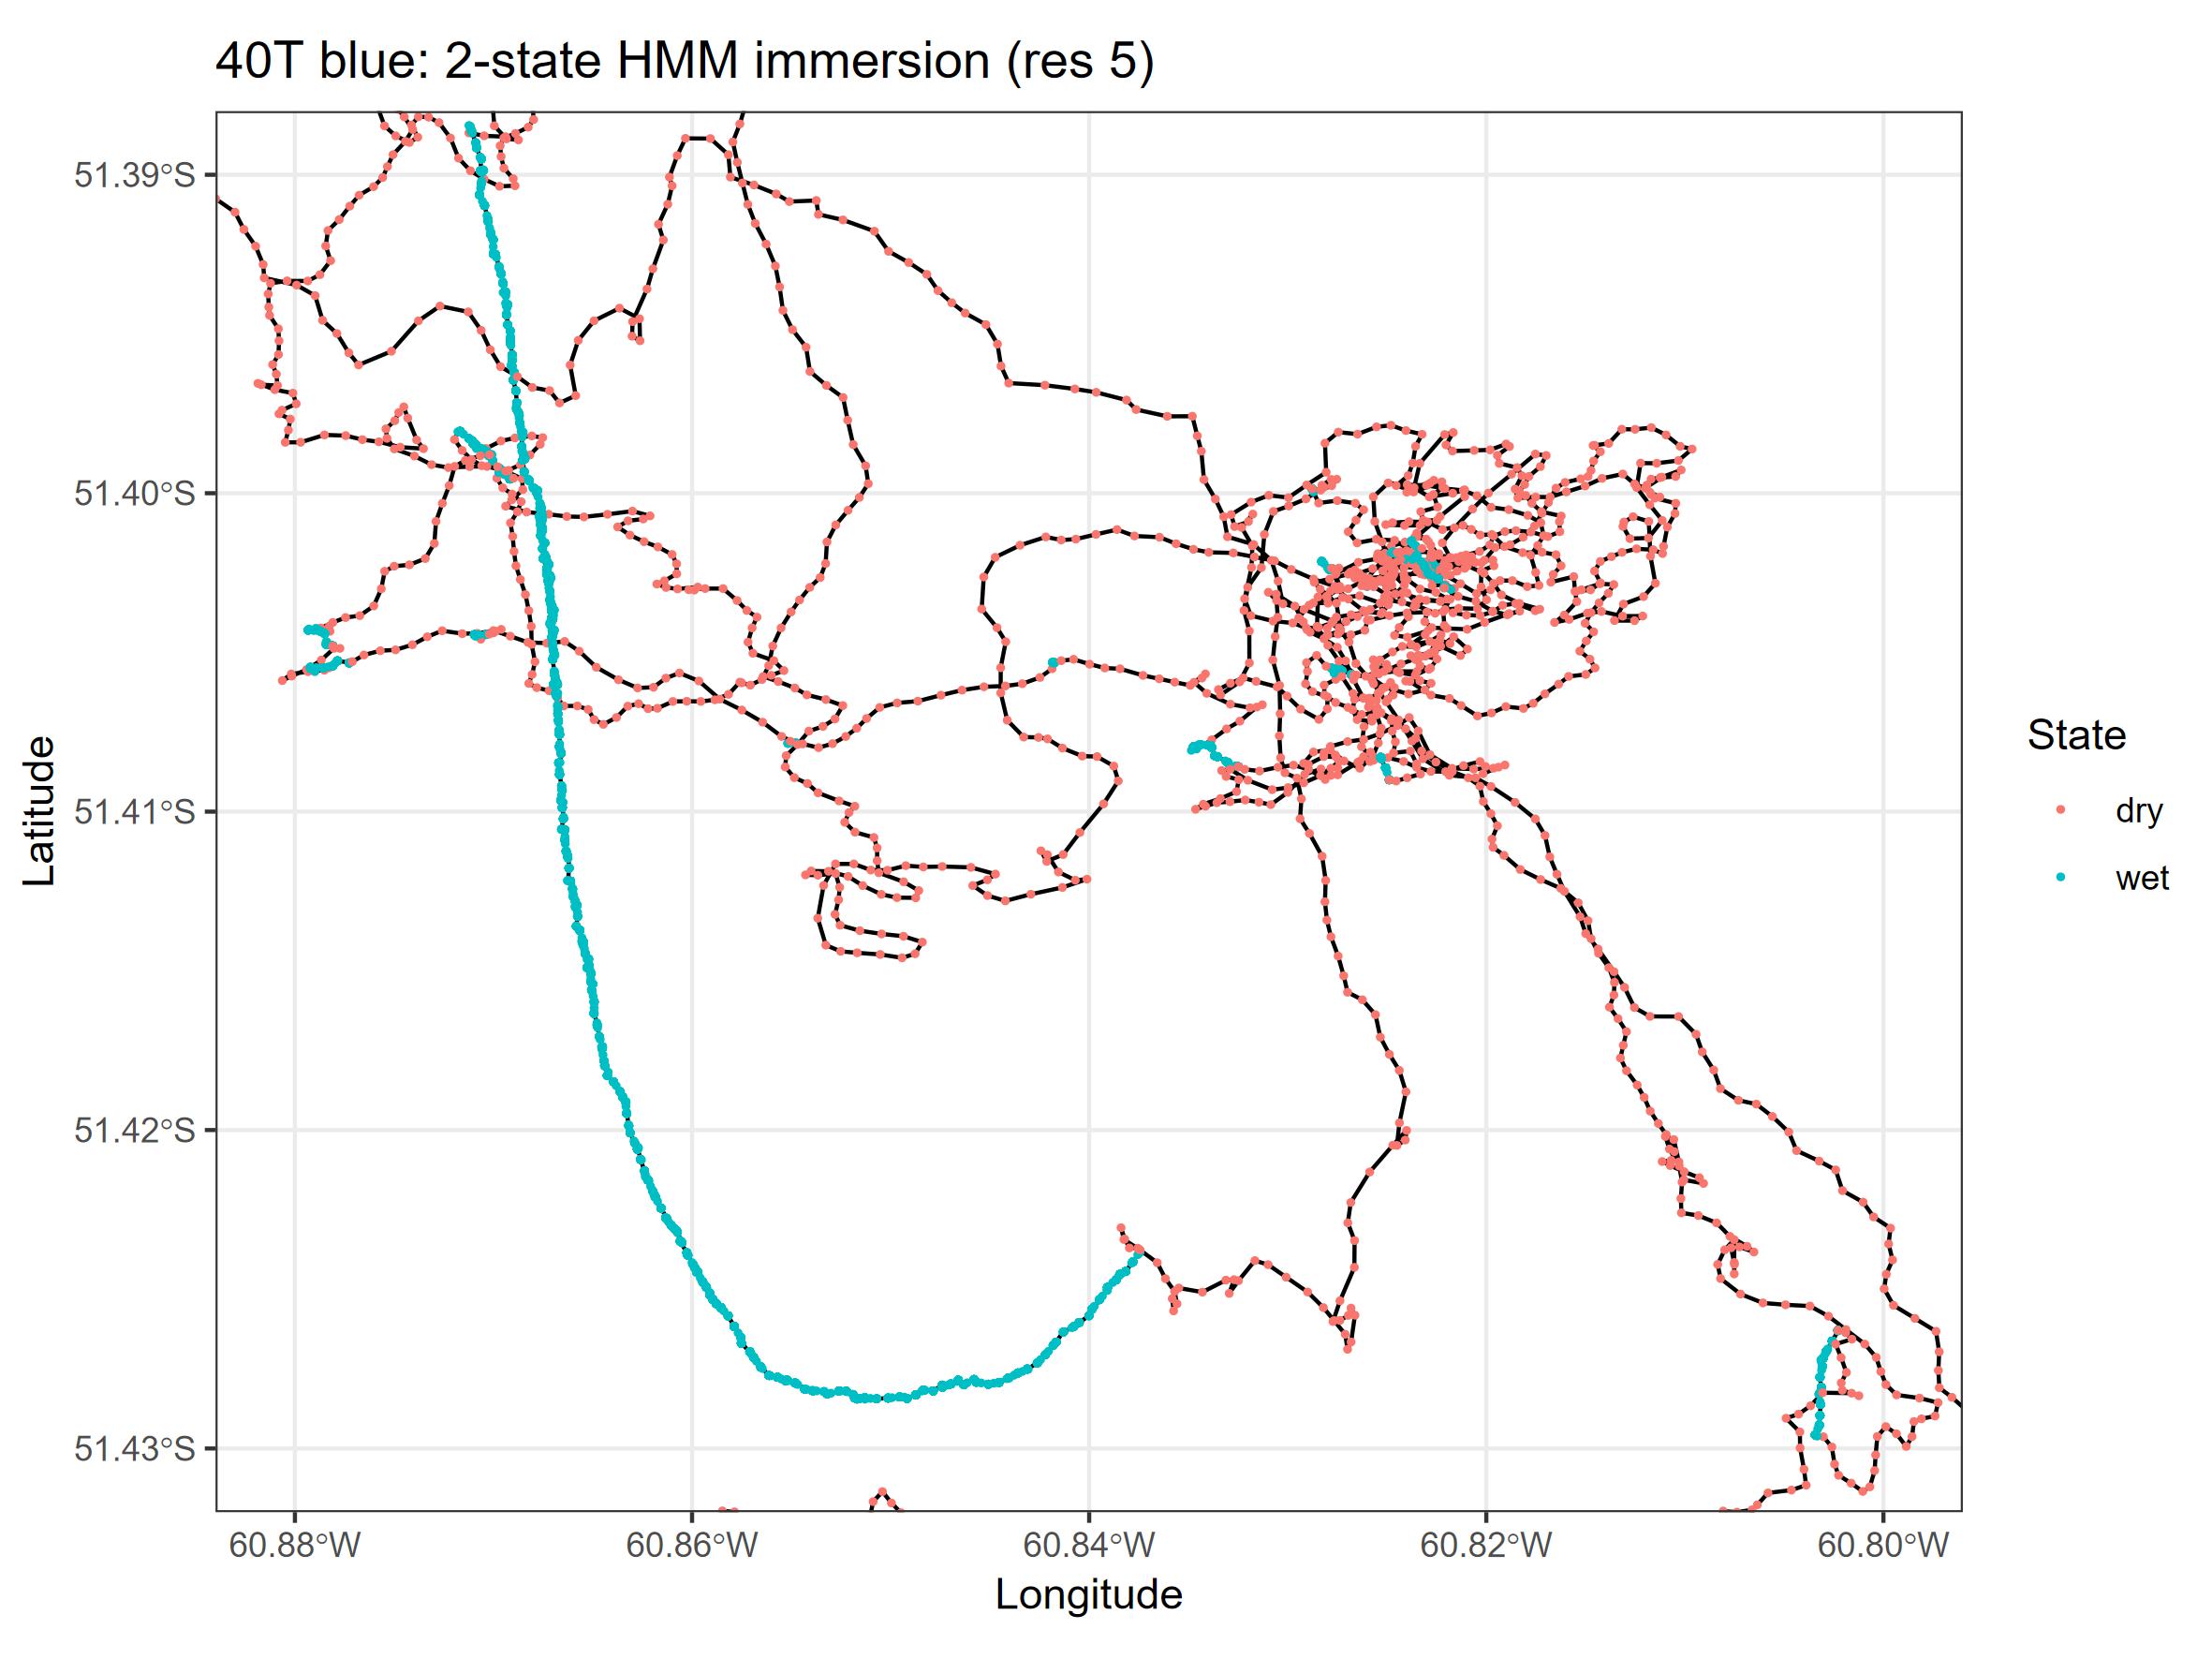 40T blue: 2-state HMM immersion (res 5)
51.39°S
51.40°S
51.41°S
51.42°S
51.43°S
Latitude
60.88°W
60.86°W
60.84°W
60.82°W
60.80°W
Longitude
State
dry
wet